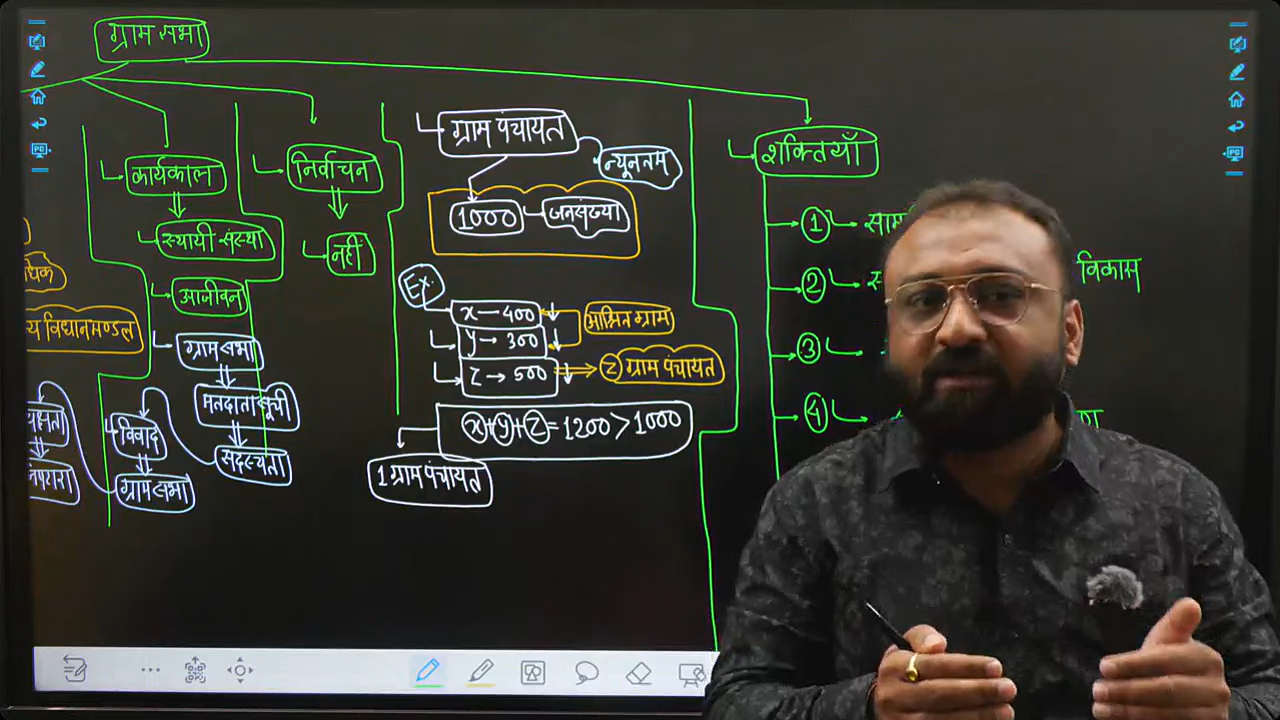 ग्राम सभा
कार्यकाल
स्थायी संस्था
आजीवन
ग्राम सभा
मतदाता सूची
सदस्यता
विवाद
ग्राम सभा
विधानमण्डल
निर्वाचन
नहीं
ग्राम पंचायत
न्यूनतम
1000 जनसंख्या
Ex.
x — 400
y → 300
आश्रित ग्राम
z → 500 ⇒ z ग्राम पंचायत
x + y + z = 1200 > 1000
1 ग्राम पंचायत
शक्तियाँ
1
2 विकास
3
4